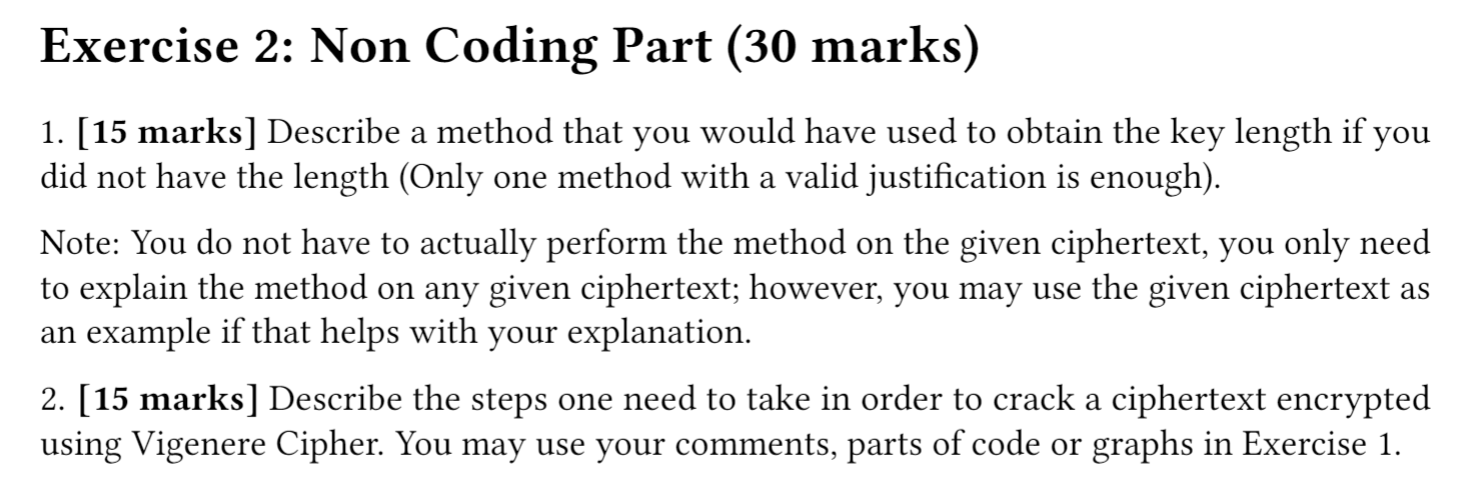 Exercise 2: Non Coding Part (30 marks)
1. [15 marks] Describe a method that you would have used to obtain the key length if you
did not have the length (Only one method with a valid justification is enough).
Note: You do not have to actually perform the method on the given ciphertext, you only need
to explain the method on any given ciphertext; however, you may use the given ciphertext as
an example if that helps with your explanation.
2. [15 marks] Describe the steps one need to take in order to crack a ciphertext encrypted
using Vigenere Cipher. You may use your comments, parts of code or graphs in Exercise 1.